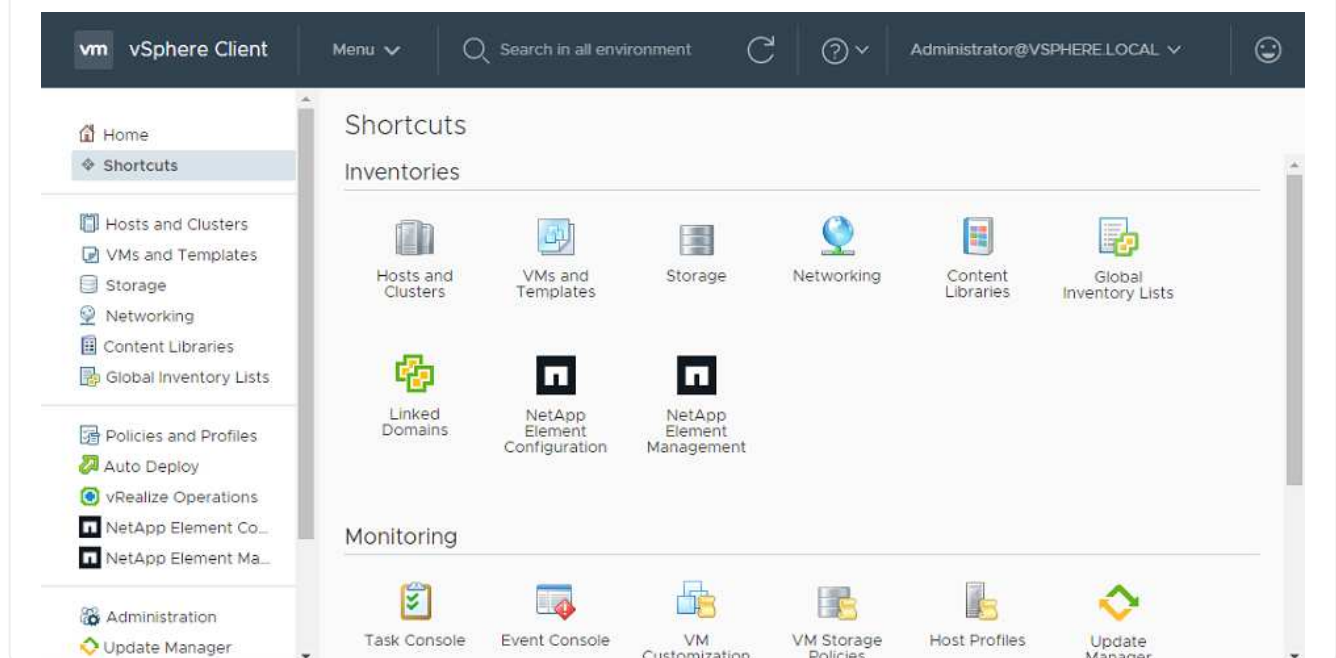 vm vSphere Client
Menu
Search in all environment
Administrator@VSPHERE.LOCAL
Home
Shortcuts
Hosts and Clusters
VMs and Templates
Storage
Networking
Content Libraries
Global Inventory Lists
Policies and Profiles
Auto Deploy
vRealize Operations
NetApp Element Co...
NetApp Element Ma...
Administration
Update Manager
Shortcuts
Inventories
Hosts and
Clusters
VMs and
Templates
Storage
Networking
Content
Libraries
Global
Inventory Lists
Linked
Domains
NetApp
Element
Configuration
NetApp
Element
Management
Monitoring
Task Console
Event Console
VM
Customization
VM Storage
Policies
Host Profiles
Update
Manager